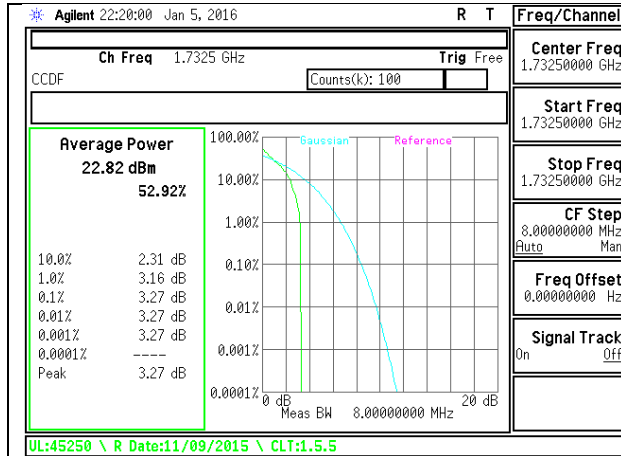 Agilent 22:20:00 Jan 5, 2016 R T
Ch Freq 1.7325 GHz Trig Free
CCDF Counts(k): 100
Average Power
22.82 dBm
52.92%
10.0% 2.31 dB
1.0% 3.16 dB
0.1% 3.27 dB
0.01% 3.27 dB
0.001% 3.27 dB
0.0001% ----
Peak 3.27 dB
Gaussian Reference
100.00%
10.00%
1.00%
0.10%
0.01%
0.001%
0.0001%
0 dB 20 dB
Meas BW 8.00000000 MHz
UL:45250 \ R Date:11/09/2015 \ CLT:1.5.5
Freq/Channel
Center Freq
1.73250000 GHz
Start Freq
1.73250000 GHz
Stop Freq
1.73250000 GHz
CF Step
8.00000000 MHz
Auto Man
Freq Offset
0.00000000 Hz
Signal Track
On Off